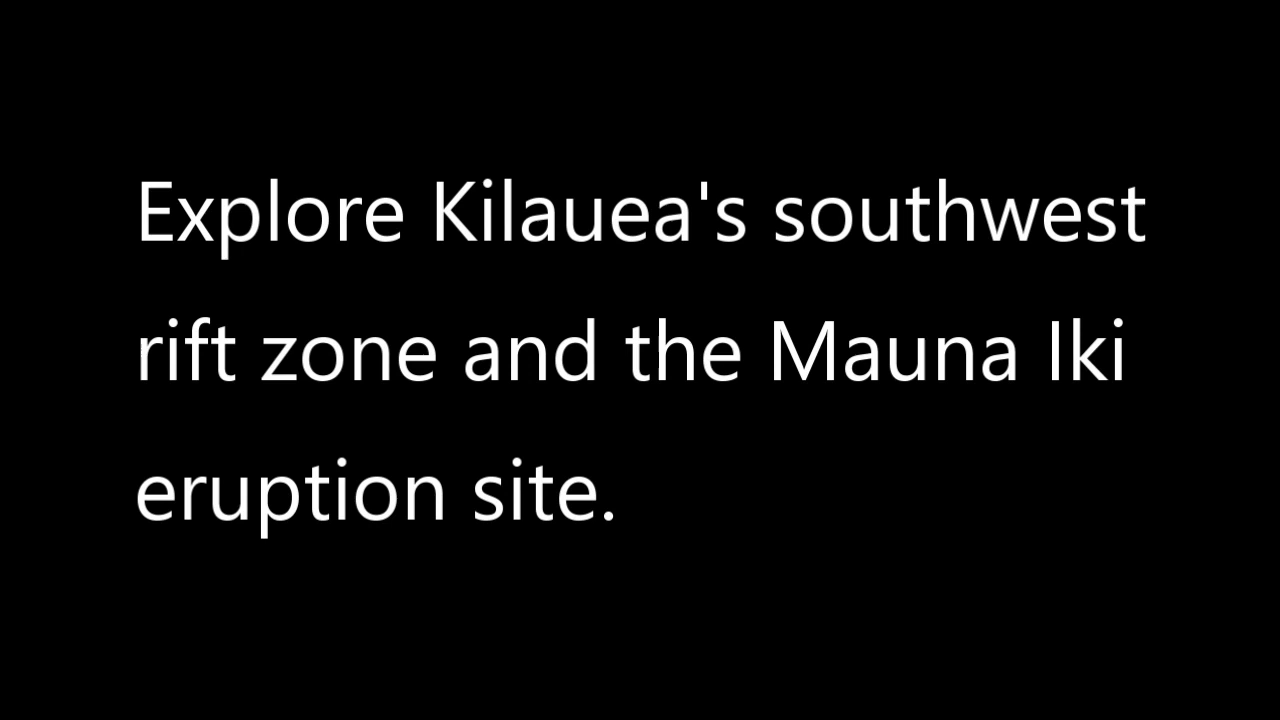 Explore Kilauea's southwest
rift zone and the Mauna Iki
eruption site.